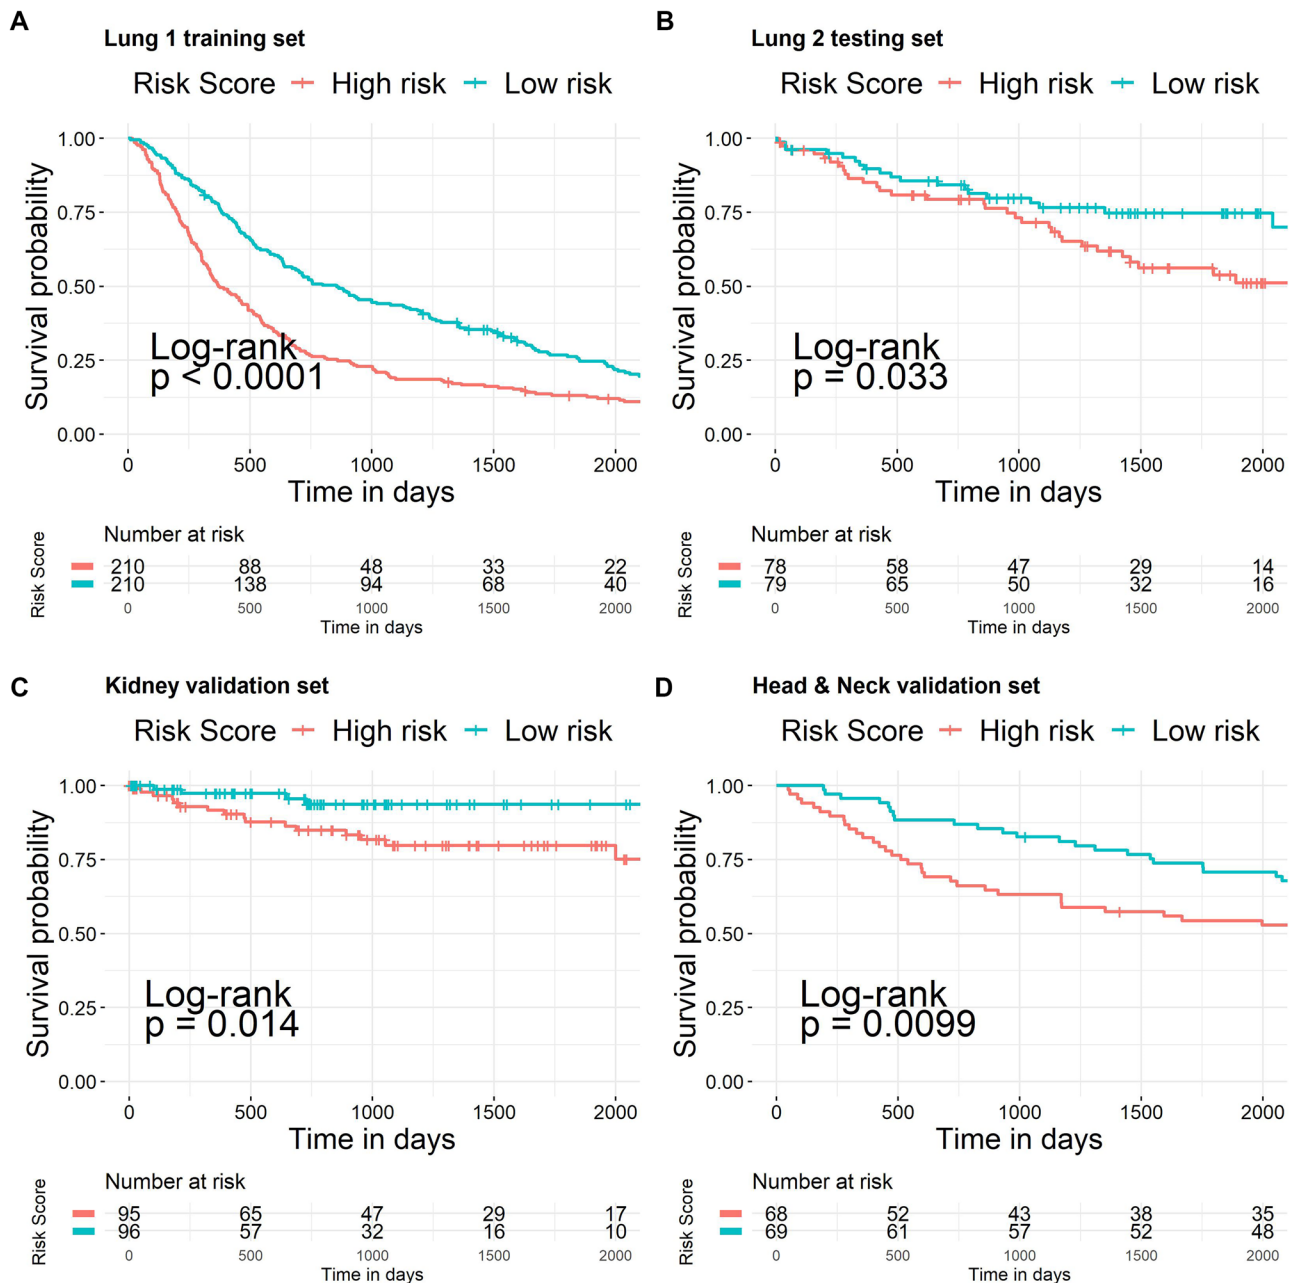 A
Lung 1 training set
Risk Score High risk Low risk
Survival probability
1.00
0.75
0.50
0.25
0.00
Log-rank
p < 0.0001
0 500 1000 1500 2000
Time in days
Number at risk
Risk Score
210 88 48 33 22
210 138 94 68 40
0 500 1000 1500 2000
Time in days
B
Lung 2 testing set
Risk Score High risk Low risk
Survival probability
1.00
0.75
0.50
0.25
0.00
Log-rank
p = 0.033
0 500 1000 1500 2000
Time in days
Number at risk
Risk Score
78 58 47 29 14
79 65 50 32 16
0 500 1000 1500 2000
Time in days
C
Kidney validation set
Risk Score High risk Low risk
Survival probability
1.00
0.75
0.50
0.25
0.00
Log-rank
p = 0.014
0 500 1000 1500 2000
Time in days
Number at risk
Risk Score
95 65 47 29 17
96 57 32 16 10
0 500 1000 1500 2000
Time in days
D
Head & Neck validation set
Risk Score High risk Low risk
Survival probability
1.00
0.75
0.50
0.25
0.00
Log-rank
p = 0.0099
0 500 1000 1500 2000
Time in days
Number at risk
Risk Score
68 52 43 38 35
69 61 57 52 48
0 500 1000 1500 2000
Time in days